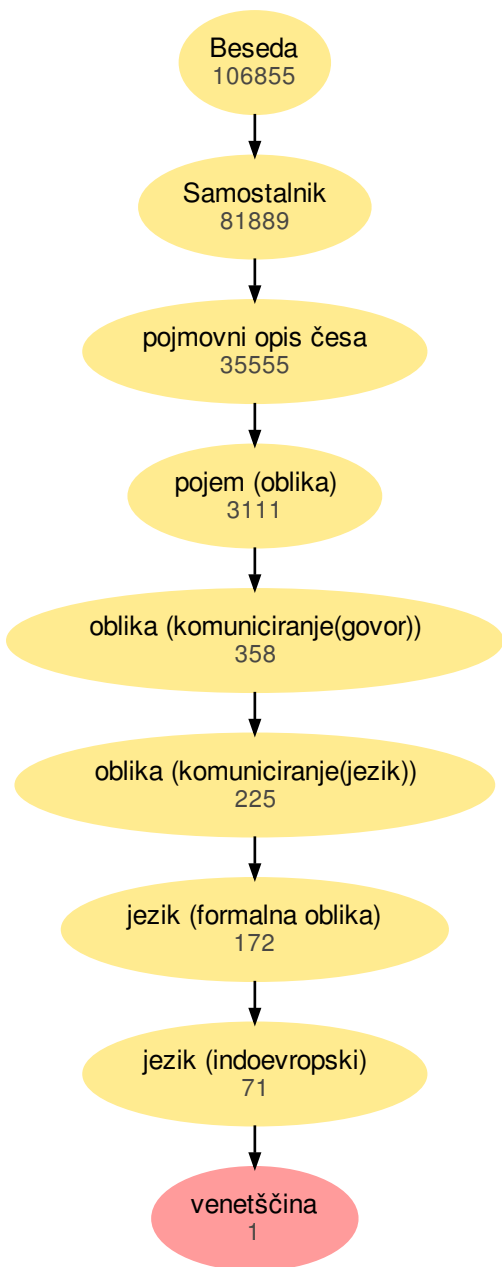 Beseda
106855
Samostalnik
81889
pojmovni opis česa
35555
pojem (oblika)
3111
oblika (komuniciranje(govor))
358
oblika (komuniciranje(jezik))
225
jezik (formalna oblika)
172
jezik (indoevropski)
71
venetščina
1